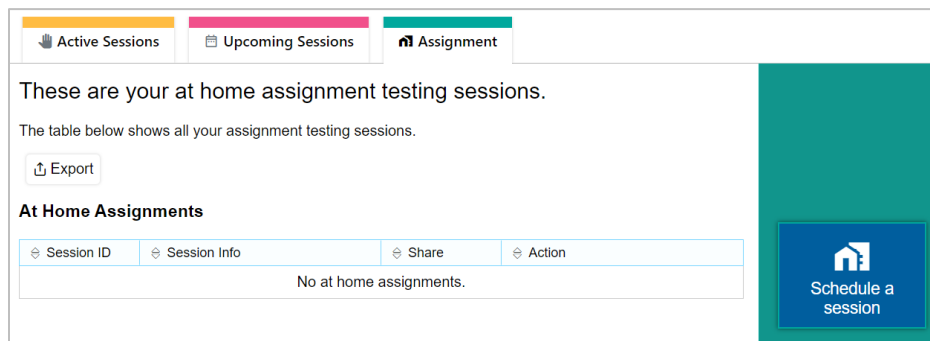 Active Sessions
Upcoming Sessions
Assignment
These are your at home assignment testing sessions.
The table below shows all your assignment testing sessions.
Export
At Home Assignments
Session ID
Session Info
Share
Action
No at home assignments.
Schedule a
session